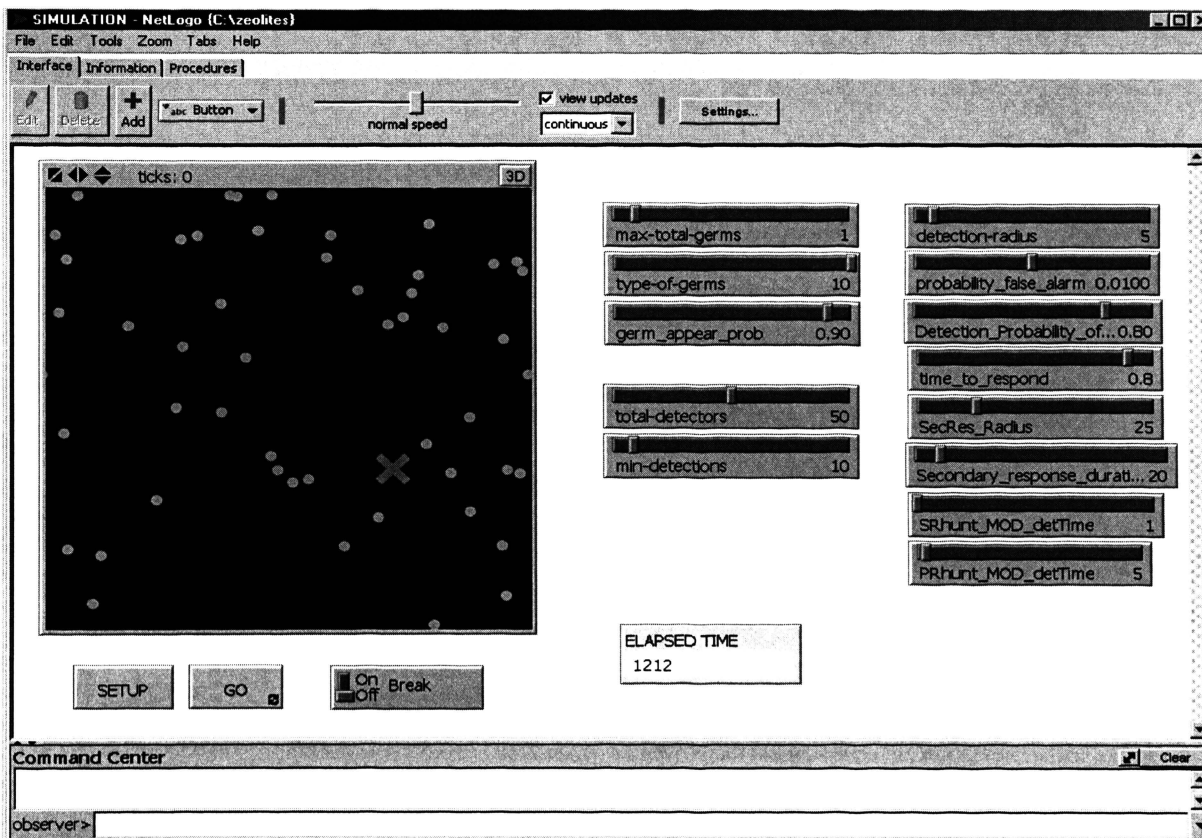 SIMULATION - NetLogo {C:\zeolites}
File Edit Tools Zoom Tabs Help
Interface Information Procedures
Edit Delete Add abc Button normal speed view updates continuous Settings...
ticks: 0 3D
max-total-germs 1
type-of-germs 10
germ_appear_prob 0.90
total-detectors 50
min-detections 10
detection-radius 5
probability_false_alarm 0.0100
Detection_Probability_of...0.80
time_to_respond 0.8
SecRes_Radius 25
Secondary_response_durati...20
SRhunt_MOD_detTime 1
PRhunt_MOD_detTime 5
ELAPSED TIME
1212
SETUP GO On Off Break
Command Center Clear
observer>